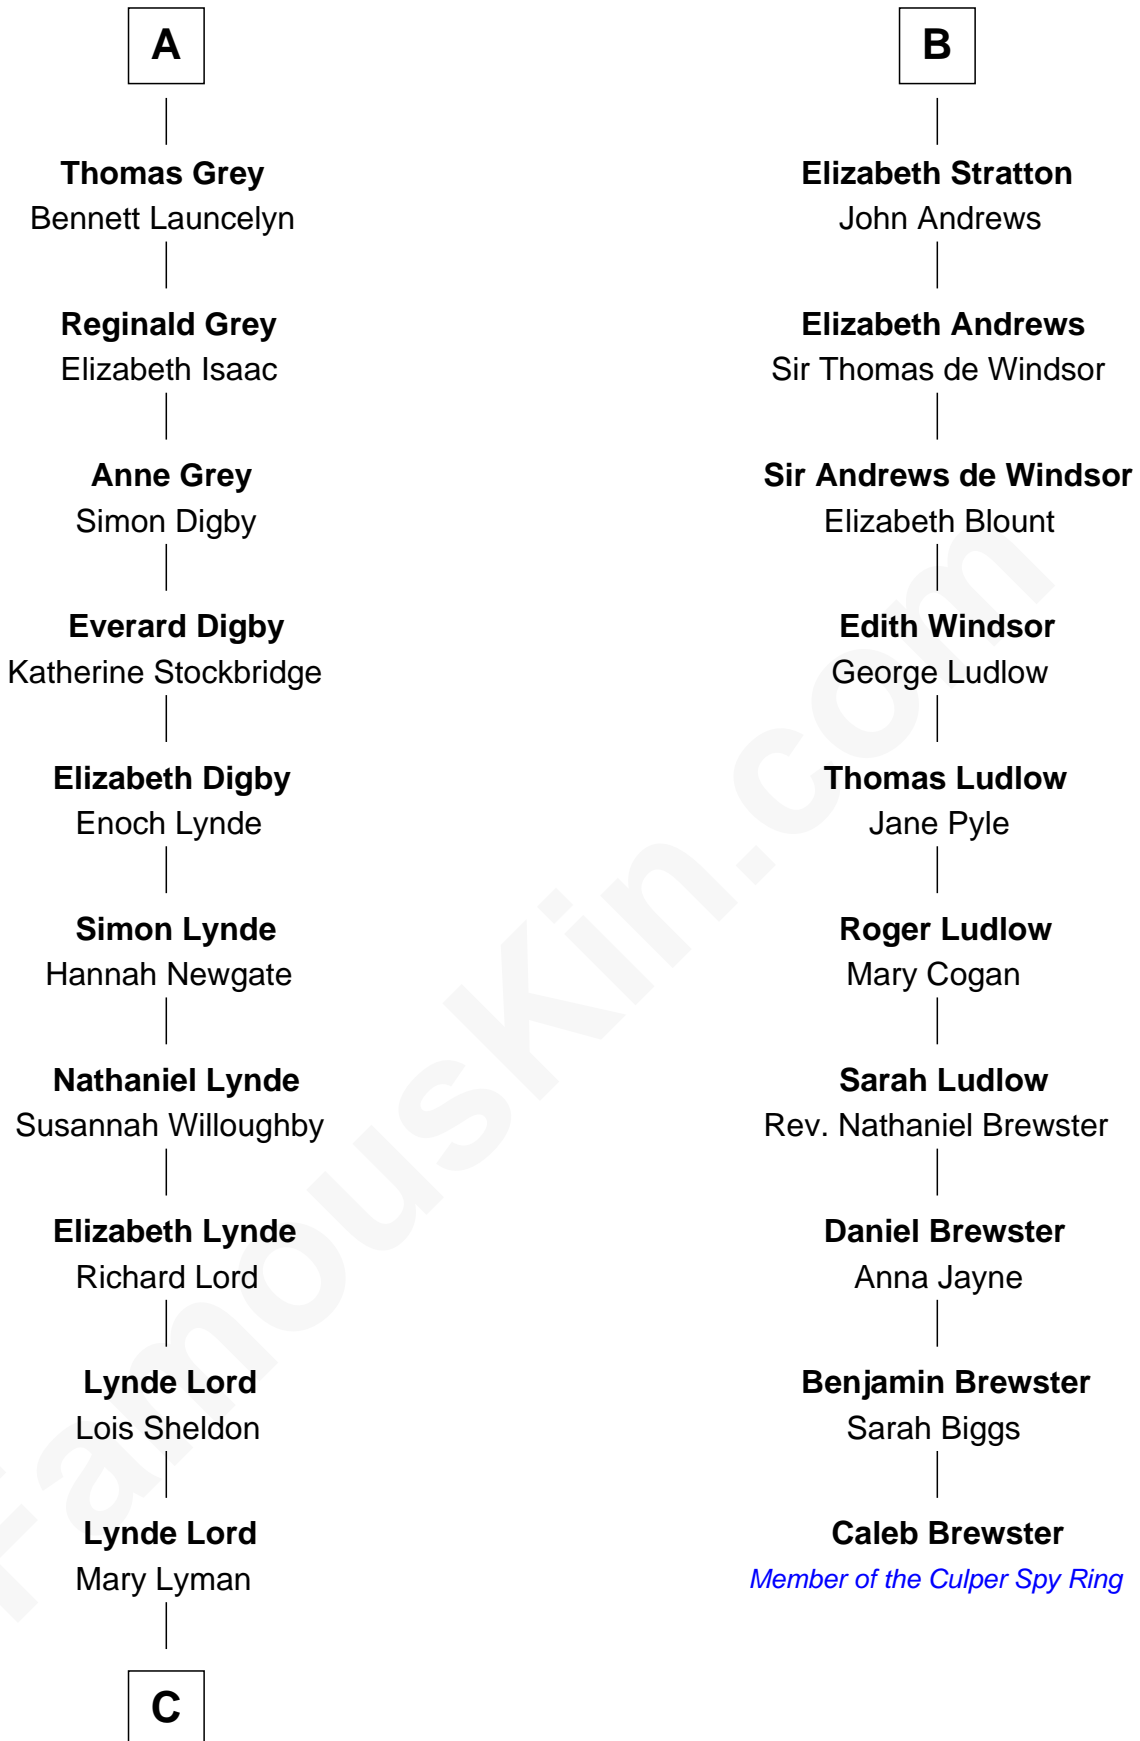 A
Thomas Grey
Bennett Launcelyn
Reginald Grey
Elizabeth Isaac
Anne Grey
Simon Digby
Everard Digby
Katherine Stockbridge
Elizabeth Digby
Enoch Lynde
Simon Lynde
Hannah Newgate
Nathaniel Lynde
Susannah Willoughby
Elizabeth Lynde
Richard Lord
Lynde Lord
Lois Sheldon
Lynde Lord
Mary Lyman
C
B
Elizabeth Stratton
John Andrews
Elizabeth Andrews
Sir Thomas de Windsor
Sir Andrews de Windsor
Elizabeth Blount
Edith Windsor
George Ludlow
Thomas Ludlow
Jane Pyle
Roger Ludlow
Mary Cogan
Sarah Ludlow
Rev. Nathaniel Brewster
Daniel Brewster
Anna Jayne
Benjamin Brewster
Sarah Biggs
Caleb Brewster
Member of the Culper Spy Ring
FamousKin.com